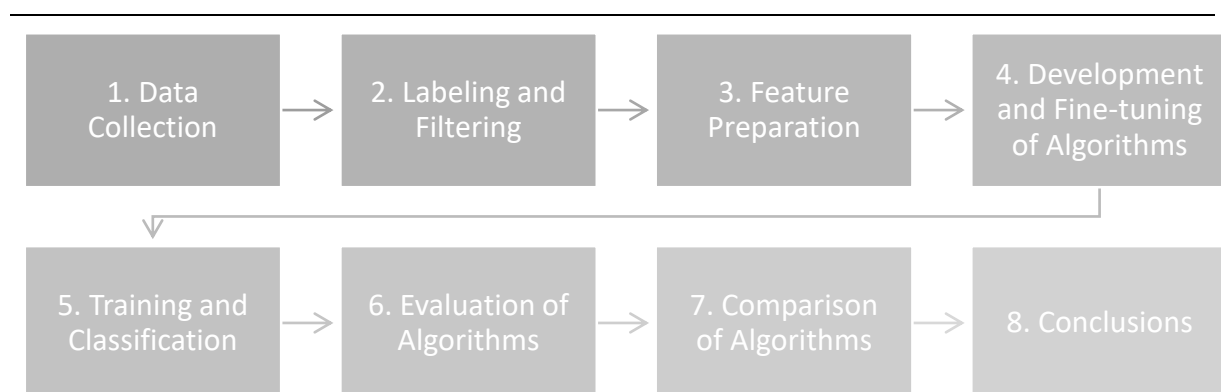 1. Data
Collection
2. Labeling and
Filtering
3. Feature
Preparation
4. Development
and Fine-tuning
of Algorithms
5. Training and
Classification
6. Evaluation of
Algorithms
7. Comparison
of Algorithms
8. Conclusions